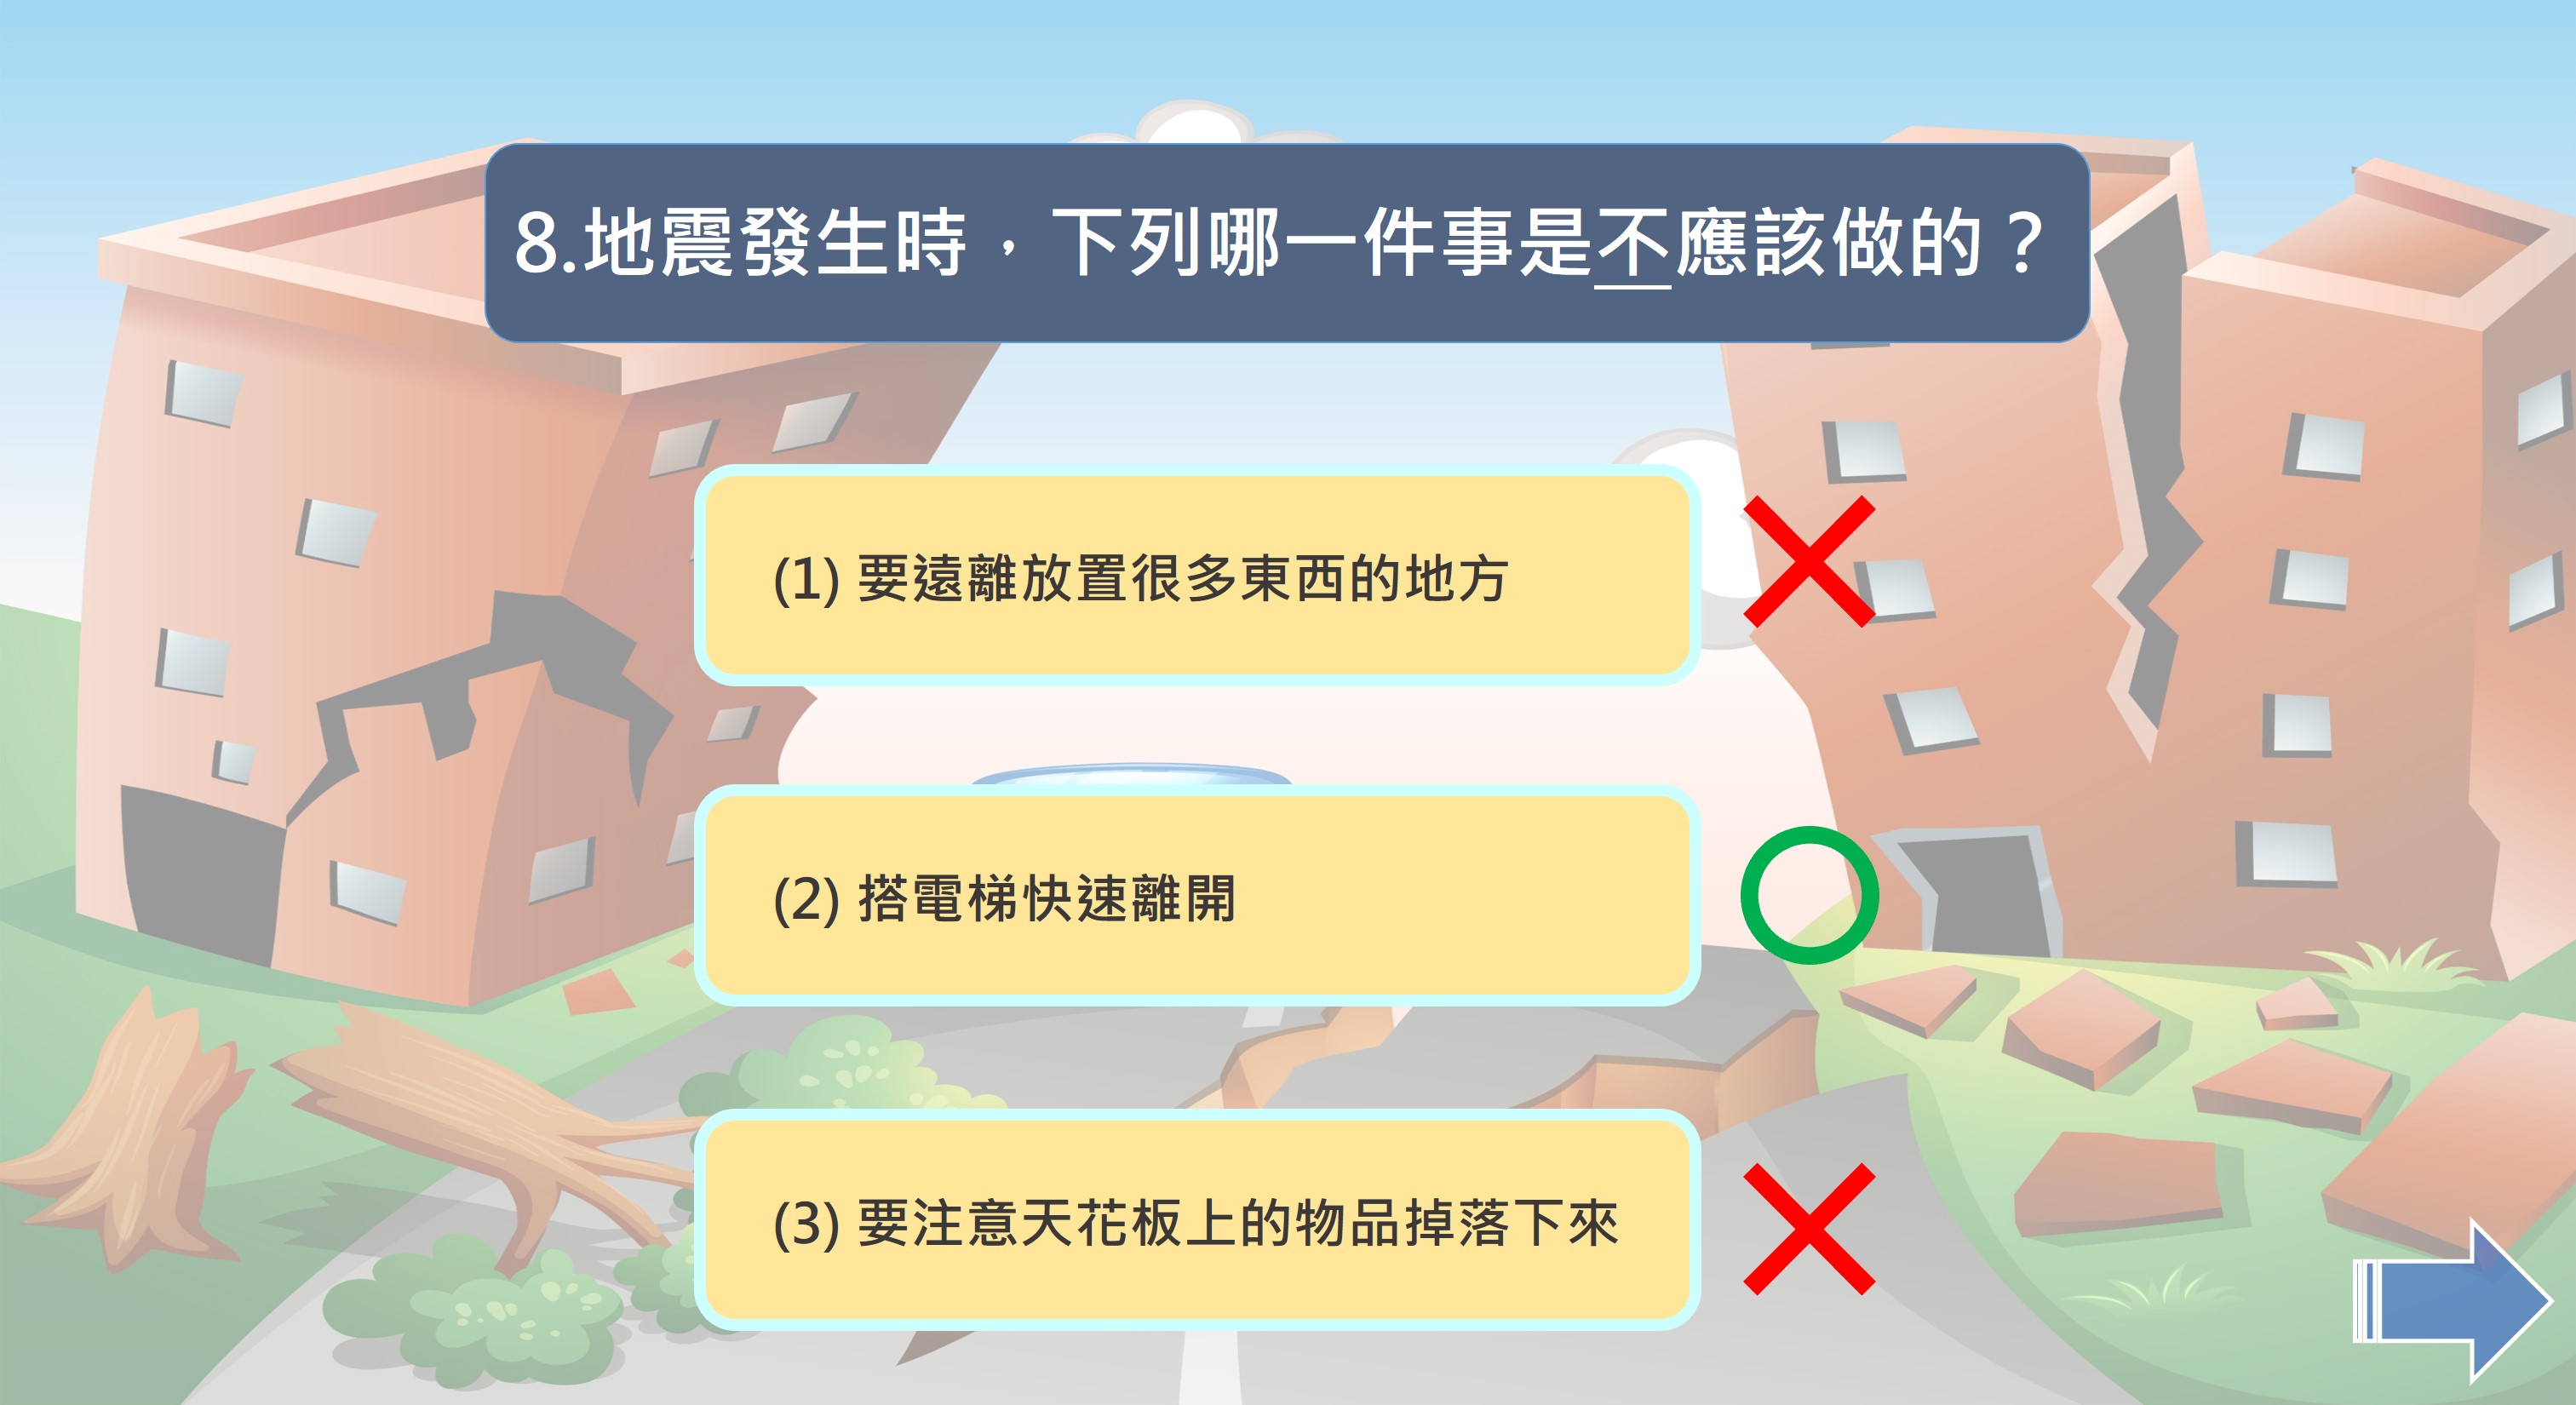 8.地震發生時，下列哪一件事是不應該做的？
(1) 要遠離放置很多東西的地方
(2) 搭電梯快速離開
(3) 要注意天花板上的物品掉落下來